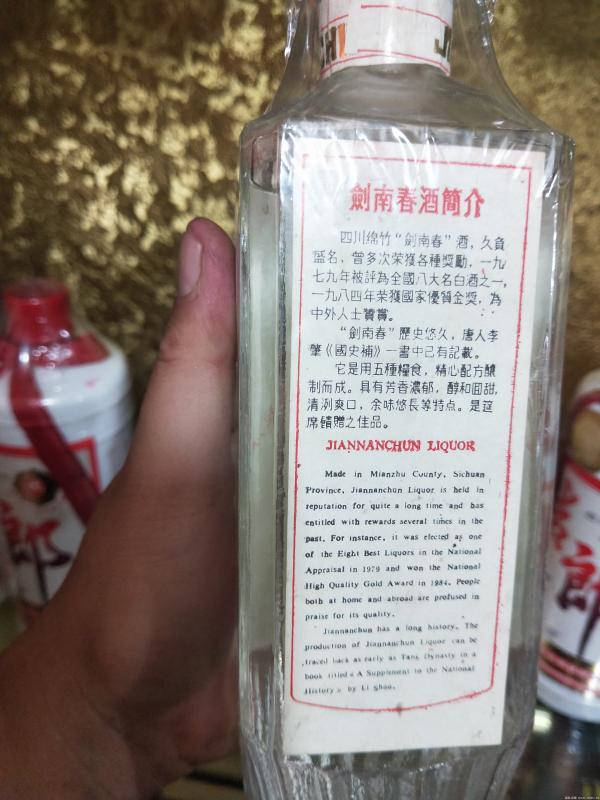 劍南春酒簡介
四川綿竹“劍南春”酒，久負
盛名，曾多次荣獲各種獎勵，一九
七九年被評為全國八大名白酒之一，
一九八四年荣獲國家優質金獎，為
中外人士贊賞。
“劍南春”歷史悠久，唐人李
肇《國史補》一書中己有記載。
它是用五種糧食，精心配方釀
制而成。具有芳香濃郁，醇和囬甜，
清洌爽口，余味悠長等特点。是筵
席饋贈之佳品。
JIANNANCHUN LIQUOR
Made in Mianzhu County, Sichuan
Province, Jiannanchun Liquor is held in
reputation for quite a long time and has
entitled with rewards several times in the
past. For instance, it was elected as one
of the Eight Best Liquors in the National
Appraisal in 1979 and won the National
High Quality Gold Award in 1984. People
both at home and abroad are profused in
praise for its quality.
Jiannanchun has a long history. The
production of Jiannanchun Liquor can be
traced back as early as Tang Dynasty in a
book titled « A Supplement to the National
History » by Li Shao.
郎
郎